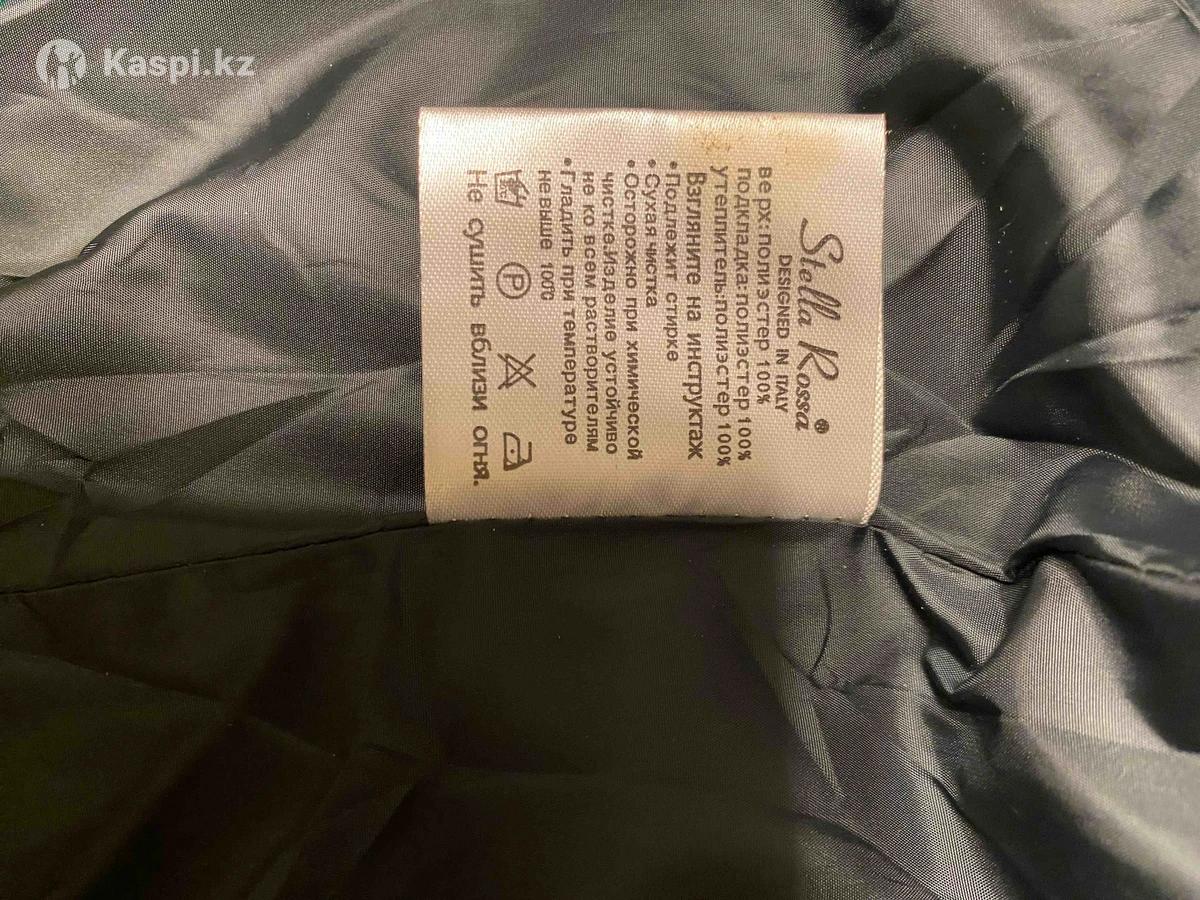 Kaspi.kz
Stella Rossa®
DESIGNED IN ITALY
верх:полиэстер 100%
подкладка:полиэстер 100%
утеплитель:полиэстер 100%
Взгляните на инструктаж
•Подлежит стирке
•Сухая чистка
•Осторожно при химической
чистке.Изделие устойчиво
не ко всем растворителям
•Гладить при температуре
не выше 100℃
P
Не сушить вблизи огня.